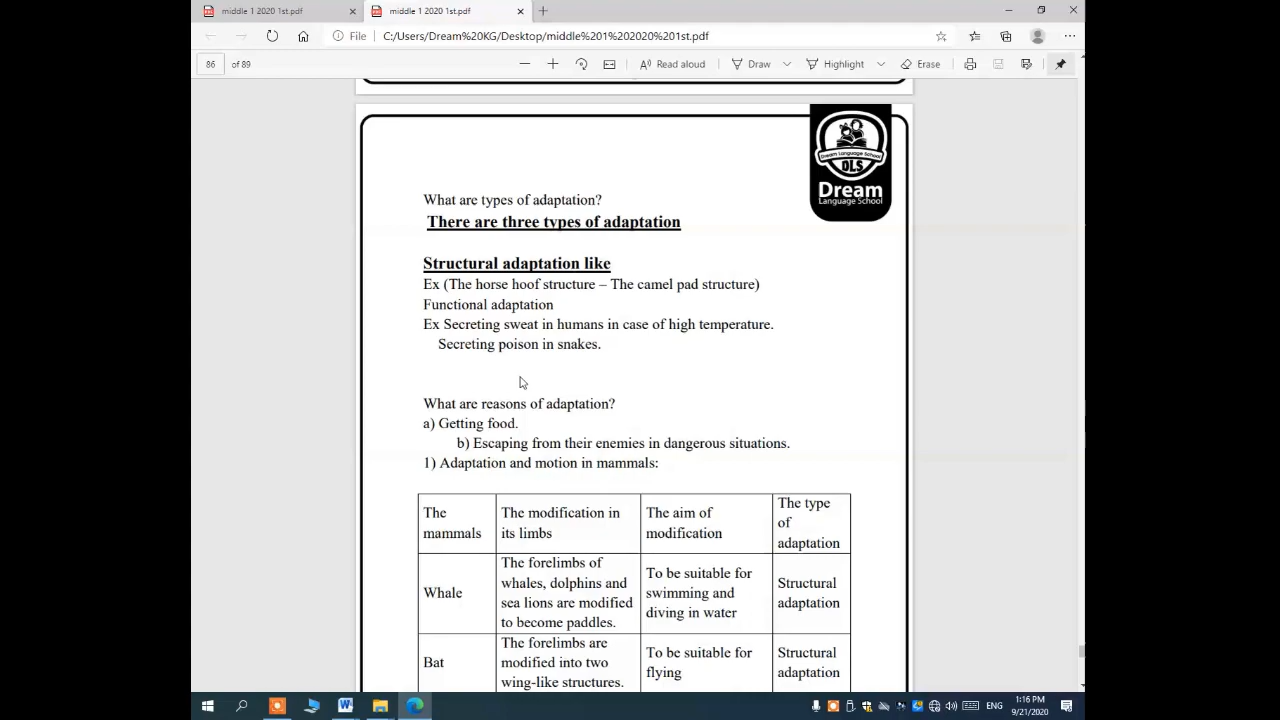 middle 1 2020 1st.pdf
middle 1 2020 1st.pdf
File
C:/Users/Dream%20KG/Desktop/middle%201%202020%201st.pdf
86 of 89
Read aloud
Draw
Highlight
Erase
Dream Language School
DLS
Dream
Language School
What are types of adaptation?
There are three types of adaptation
Structural adaptation like
Ex (The horse hoof structure – The camel pad structure)
Functional adaptation
Ex Secreting sweat in humans in case of high temperature.
Secreting poison in snakes.
What are reasons of adaptation?
a) Getting food.
b) Escaping from their enemies in dangerous situations.
1) Adaptation and motion in mammals:
The
mammals
The modification in
its limbs
The aim of
modification
The type
of
adaptation
Whale
The forelimbs of
whales, dolphins and
sea lions are modified
to become paddles.
To be suitable for
swimming and
diving in water
Structural
adaptation
Bat
The forelimbs are
modified into two
wing-like structures.
To be suitable for
flying
Structural
adaptation
ENG
1:16 PM
9/21/2020